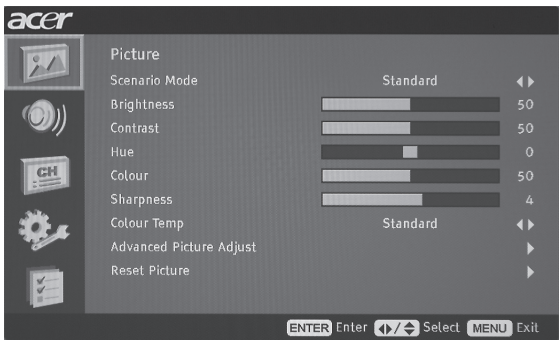 acer
Picture
Scenario Mode Standard
Brightness 50
Contrast 50
Hue 0
Colour 50
Sharpness 4
Colour Temp Standard
Advanced Picture Adjust
Reset Picture
CH
ENTER Enter / Select MENU Exit